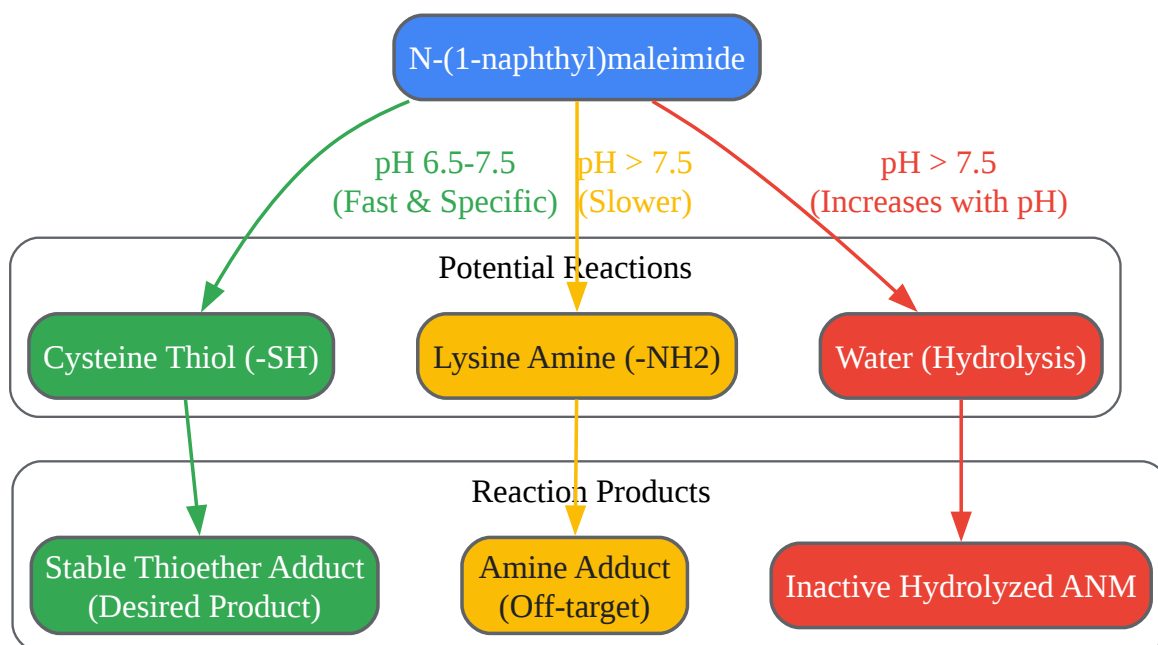 N-(1-naphthyl)maleimide
pH 6.5-7.5
(Fast & Specific)
pH > 7.5
(Slower)
pH > 7.5
(Increases with pH)
Potential Reactions
Cysteine Thiol (-SH)
Lysine Amine (-NH2)
Water (Hydrolysis)
Reaction Products
Stable Thioether Adduct
(Desired Product)
Amine Adduct
(Off-target)
Inactive Hydrolyzed ANM